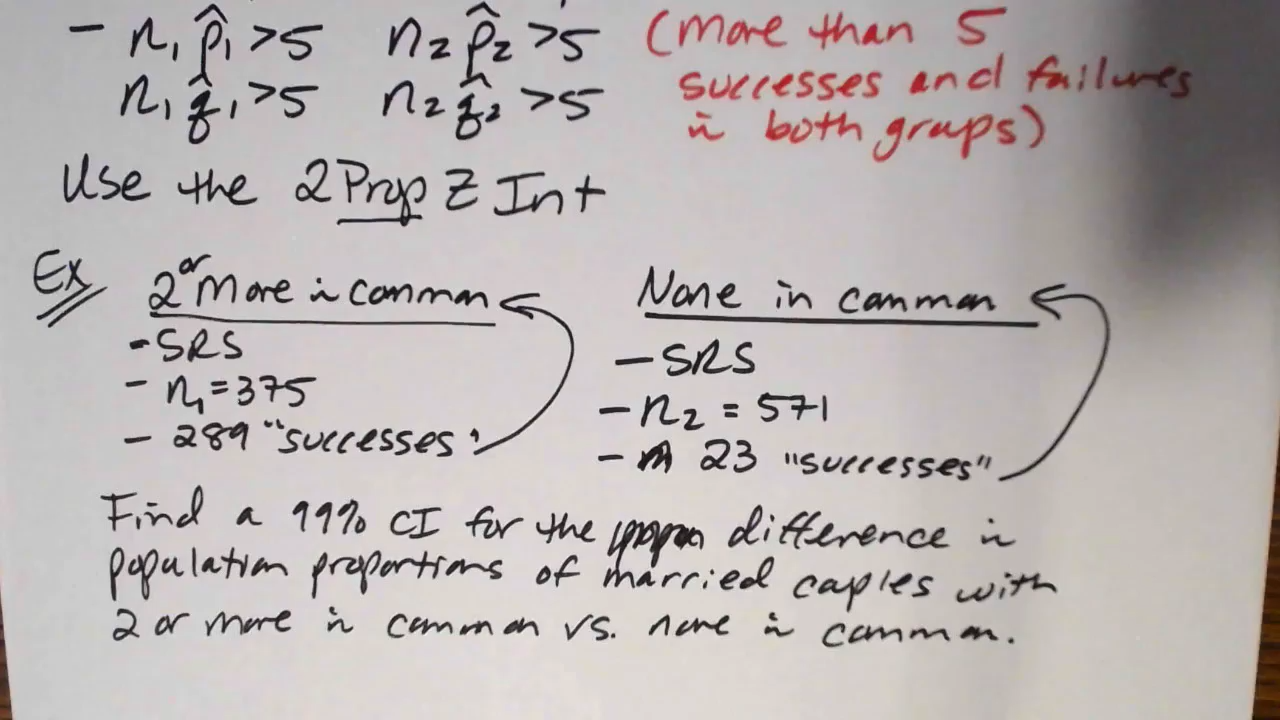 - n₁p̂₁>5 n₂p̂₂>5 (More than 5
n₁q̂₁>5 n₂q̂₂>5 successes and failures
in both groups)
Use the 2 Prop Z Int
Ex 2 or More in common None in common
- SRS — SRS
- n₁=375 - n₂ = 571
- 289 "successes" - 23 "successes"
Find a 99% CI for the difference in
population proportions of married couples with
2 or more in common vs. none in common.